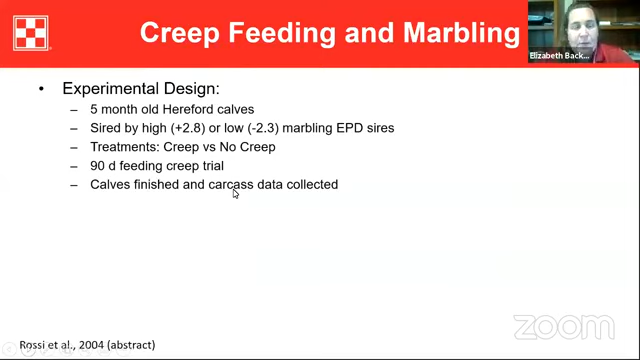 Creep Feeding and Marbling
Elizabeth Back...
• Experimental Design:
– 5 month old Hereford calves
– Sired by high (+2.8) or low (-2.3) marbling EPD sires
– Treatments: Creep vs No Creep
– 90 d feeding creep trial
– Calves finished and carcass data collected
Rossi et al., 2004 (abstract)
zoom